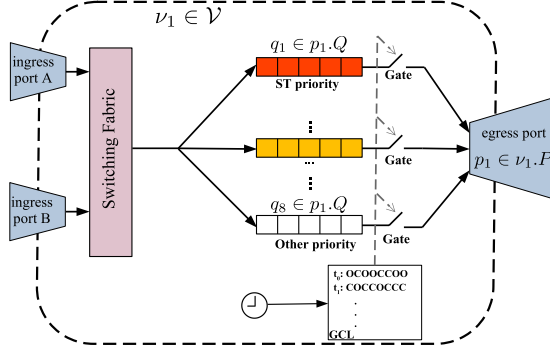 ν₁ ∈ 𝒱
ingress
port A
ingress
port B
Switching Fabric
q₁ ∈ p₁.Q
ST priority
Gate
Gate
q₈ ∈ p₁.Q
Other priority
Gate
egress port
p₁ ∈ ν₁.P
t₀: OCOOCCOO
t₁: COCCOCCC
GCL